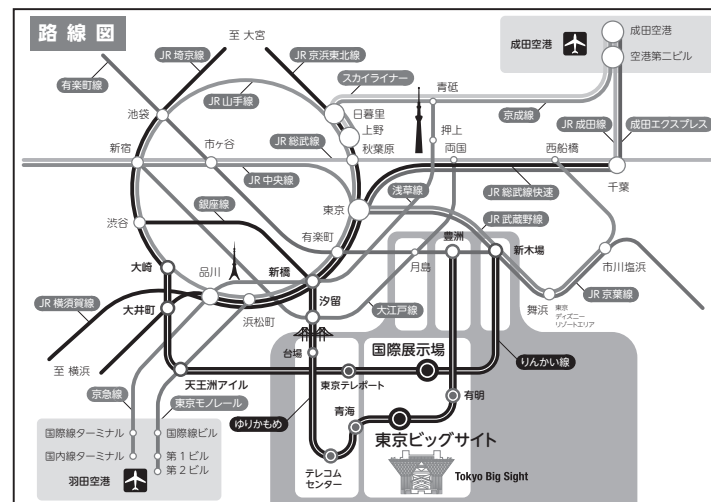 路線図
至 大宮
JR 埼京線
JR 京浜東北線
成田空港
成田空港
空港第二ビル
有楽町線
スカイライナー
青砥
JR 山手線
京成線
池袋
日暮里
上野
JR 成田線
成田エクスプレス
市ヶ谷
JR 総武線
秋葉原
押上
両国
西船橋
新宿
JR 中央線
浅草線
JR 総武線快速
千葉
銀座線
東京
渋谷
有楽町
JR 武蔵野線
豊洲
新木場
大崎
品川
新橋
月島
市川塩浜
汐留
JR 横須賀線
大井町
浜松町
大江戸線
舞浜
東京
ディズニー
リゾートエリア
JR 京葉線
至 横浜
台場
国際展示場
りんかい線
天王洲アイル
東京テレポート
京急線
東京モノレール
ゆりかもめ
青海
有明
国際線ターミナル
国際線ビル
東京ビッグサイト
国内線ターミナル
第1ビル
第2ビル
羽田空港
テレコム
センター
Tokyo Big Sight